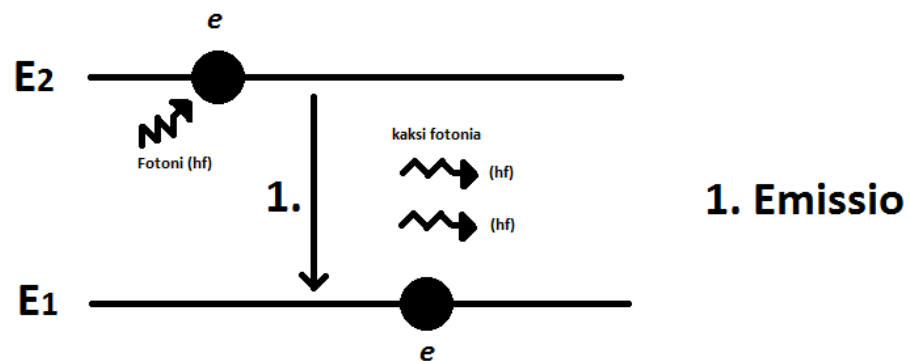 e
E2
Fotoni (hf)
kaksi fotonia
(hf)
1.
(hf)
1. Emissio
E1
e